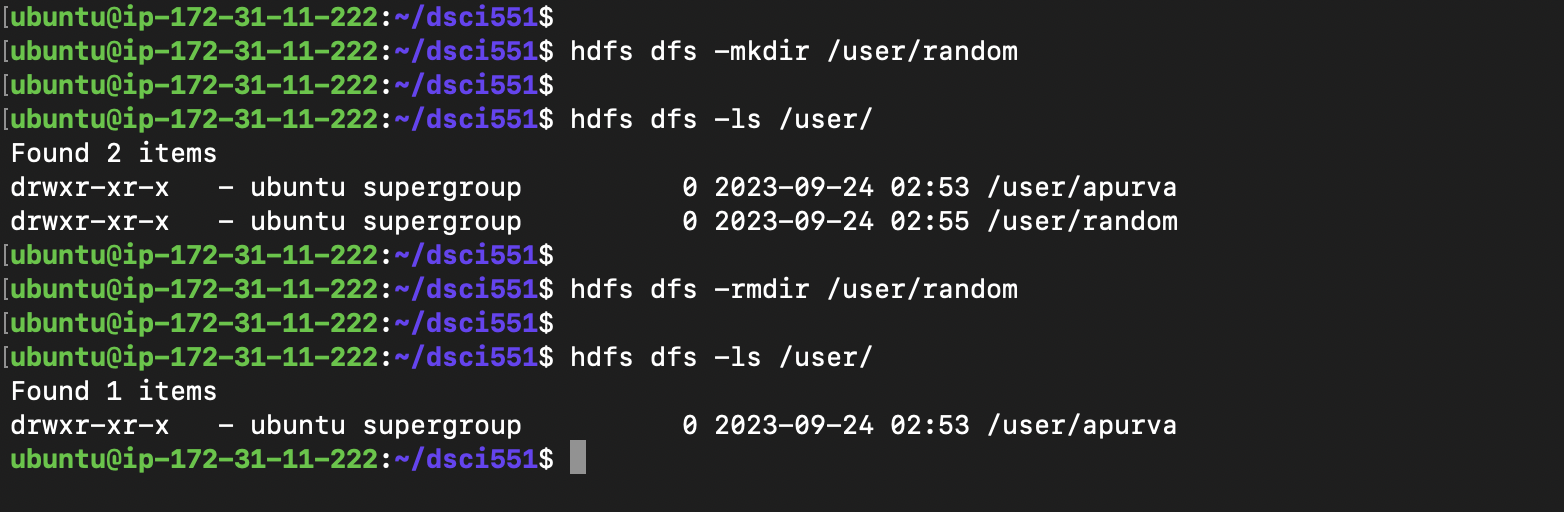 [ubuntu@ip-172-31-11-222:~/dsci551$
[ubuntu@ip-172-31-11-222:~/dsci551$ hdfs dfs -mkdir /user/random
[ubuntu@ip-172-31-11-222:~/dsci551$
[ubuntu@ip-172-31-11-222:~/dsci551$ hdfs dfs -ls /user/
Found 2 items
drwxr-xr-x   - ubuntu supergroup          0 2023-09-24 02:53 /user/apurva
drwxr-xr-x   - ubuntu supergroup          0 2023-09-24 02:55 /user/random
[ubuntu@ip-172-31-11-222:~/dsci551$
[ubuntu@ip-172-31-11-222:~/dsci551$ hdfs dfs -rmdir /user/random
[ubuntu@ip-172-31-11-222:~/dsci551$
[ubuntu@ip-172-31-11-222:~/dsci551$ hdfs dfs -ls /user/
Found 1 items
drwxr-xr-x   - ubuntu supergroup          0 2023-09-24 02:53 /user/apurva
ubuntu@ip-172-31-11-222:~/dsci551$